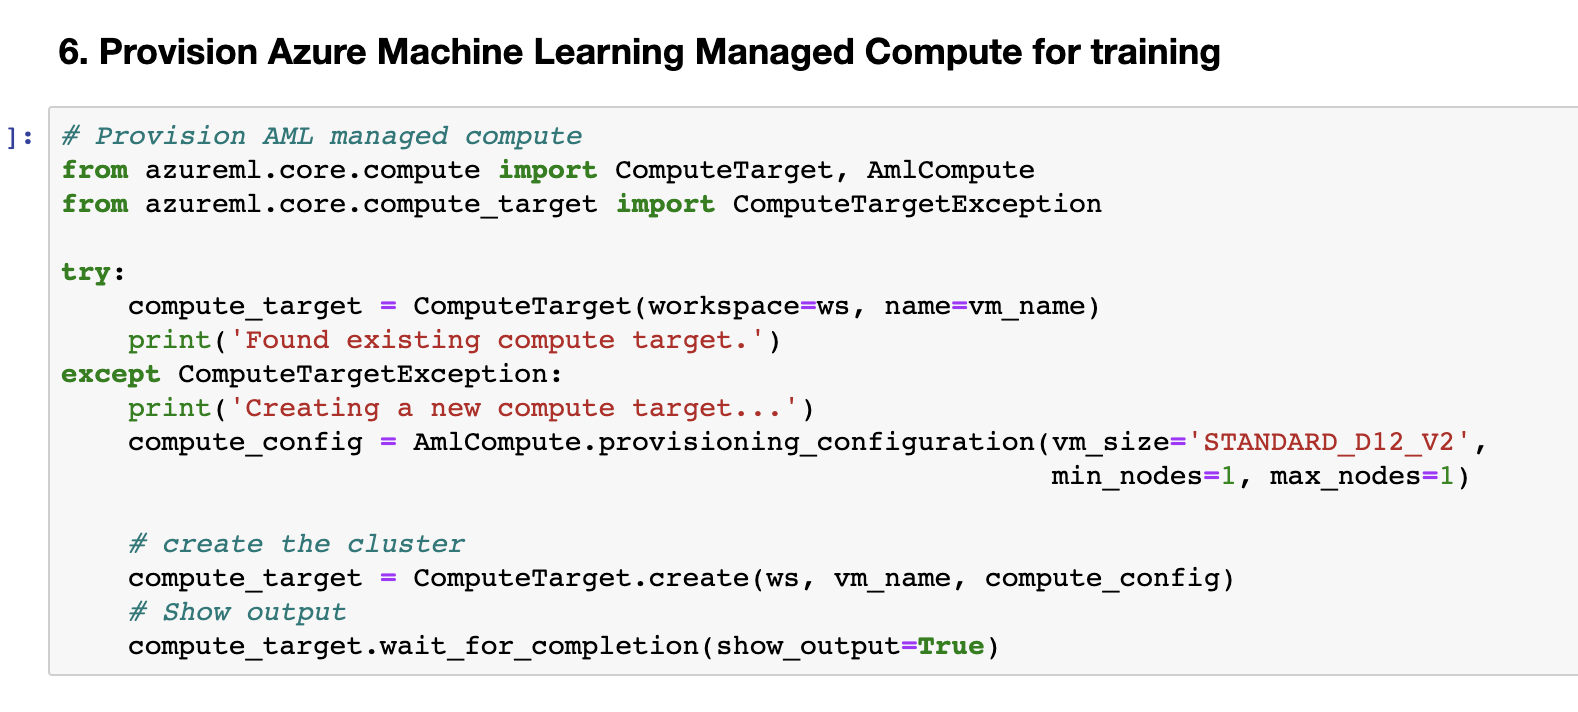 6. Provision Azure Machine Learning Managed Compute for training
]:
# Provision AML managed compute
from azureml.core.compute import ComputeTarget, AmlCompute
from azureml.core.compute_target import ComputeTargetException
try:
    compute_target = ComputeTarget(workspace=ws, name=vm_name)
    print('Found existing compute target.')
except ComputeTargetException:
    print('Creating a new compute target...')
    compute_config = AmlCompute.provisioning_configuration(vm_size='STANDARD_D12_V2',
                                                           min_nodes=1, max_nodes=1)
    # create the cluster
    compute_target = ComputeTarget.create(ws, vm_name, compute_config)
    # Show output
    compute_target.wait_for_completion(show_output=True)